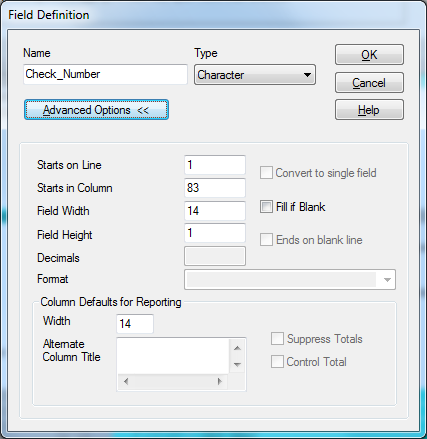 Field Definition
Name Type
Check_Number Character OK
Cancel
Advanced Options << Help
Starts on Line 1 Convert to single field
Starts in Column 83
Field Width 14 Fill if Blank
Field Height 1 Ends on blank line
Decimals
Format
Column Defaults for Reporting
Width 14
Alternate Suppress Totals
Column Title Control Total